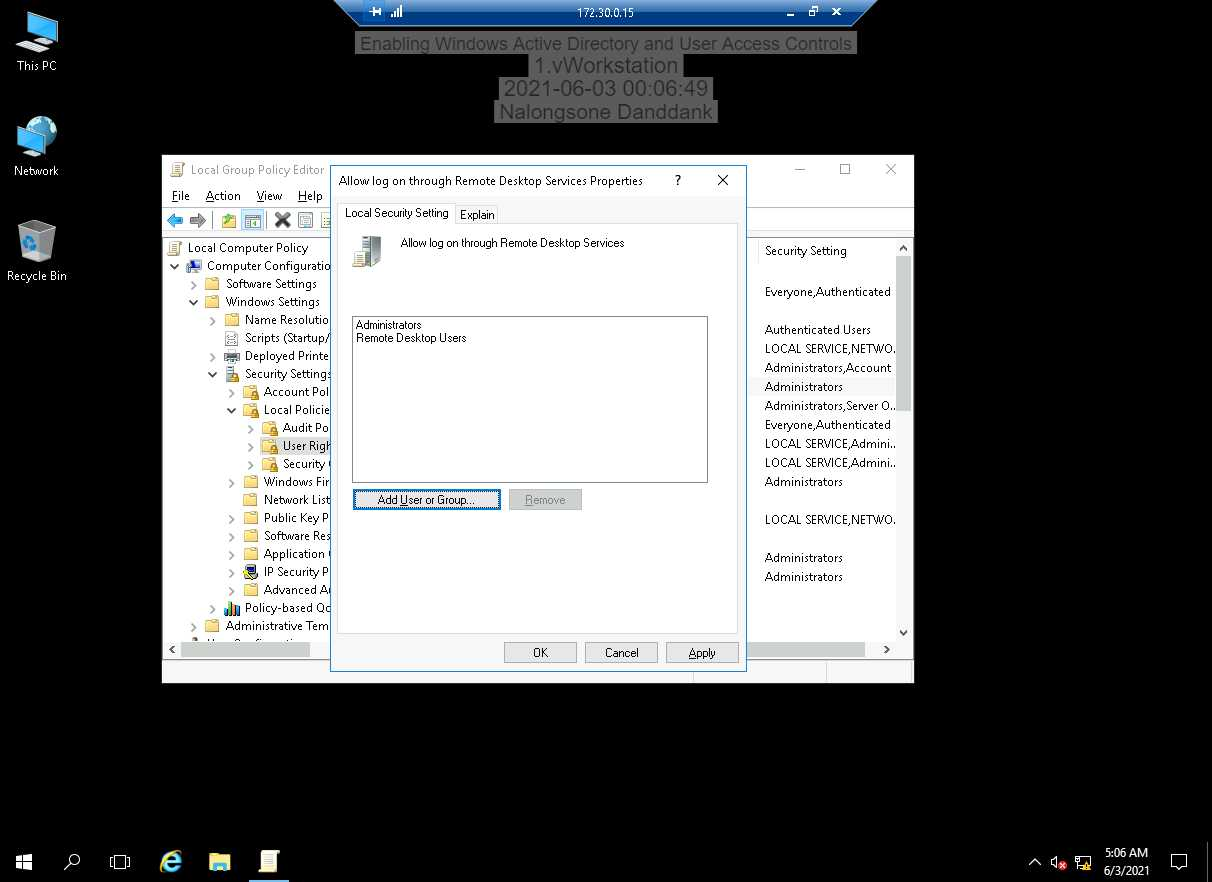 172.30.0.15
Enabling Windows Active Directory and User Access Controls
1.vWorkstation
2021-06-03 00:06:49
Nalongsone Danddank
This PC
Network
Recycle Bin
Local Group Policy Editor
File Action View Help
Local Computer Policy
Computer Configuratio
Software Settings
Windows Settings
Name Resolutio
Scripts (Startup/
Deployed Printe
Security Settings
Account Pol
Local Policie
Audit Po
User Righ
Security
Windows Fir
Network List
Public Key P
Software Res
Application
IP Security P
Advanced Au
Policy-based Qo
Administrative Tem
Allow log on through Remote Desktop Services Properties ?
Local Security Setting Explain
Allow log on through Remote Desktop Services
Administrators
Remote Desktop Users
Add User or Group... Remove
OK Cancel Apply
Security Setting
Everyone,Authenticated
Authenticated Users
LOCAL SERVICE,NETWO..
Administrators,Account
Administrators
Administrators,Server O...
Everyone,Authenticated
LOCAL SERVICE,Admini...
LOCAL SERVICE,Admini...
Administrators
LOCAL SERVICE,NETWO..
Administrators
Administrators
5:06 AM
6/3/2021